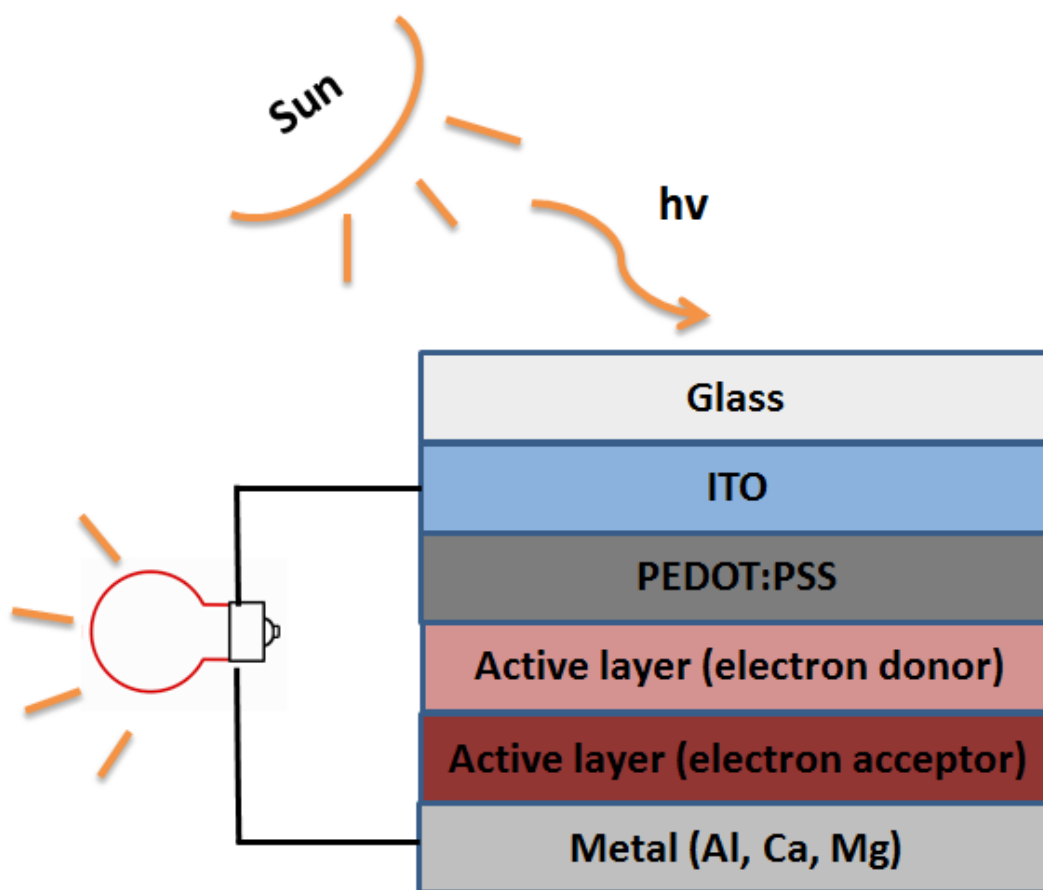 Sun
hv
Glass
ITO
PEDOT:PSS
Active layer (electron donor)
Active layer (electron acceptor)
Metal (Al, Ca, Mg)